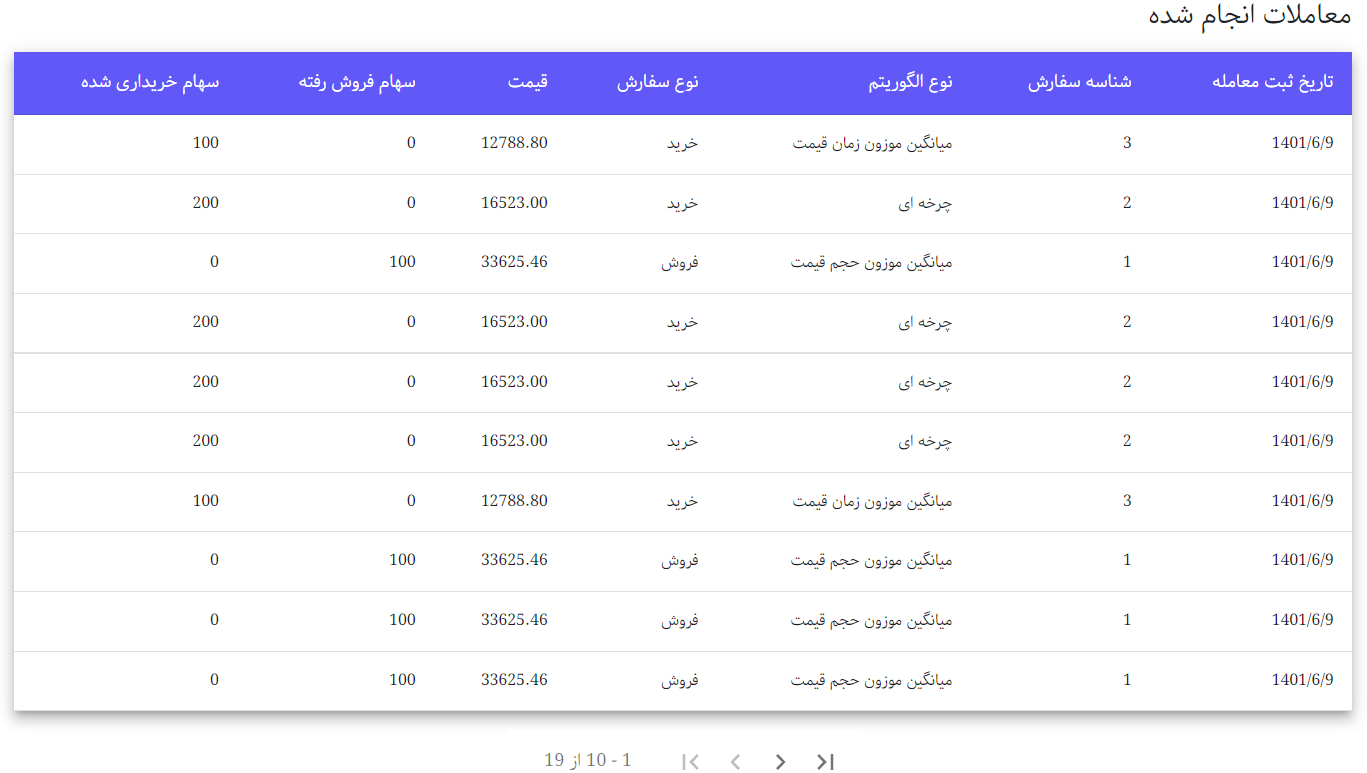 معاملات انجام شده
تاریخ ثبت معامله شناسه سفارش نوع الگوریتم نوع سفارش قیمت سهام فروش رفته سهام خریداری شده
1401/6/9 3 میانگین موزون زمان قیمت خرید 12788.80 0 100
1401/6/9 2 چرخه ای خرید 16523.00 0 200
1401/6/9 1 میانگین موزون حجم قیمت فروش 33625.46 100 0
1401/6/9 2 چرخه ای خرید 16523.00 0 200
1401/6/9 2 چرخه ای خرید 16523.00 0 200
1401/6/9 2 چرخه ای خرید 16523.00 0 200
1401/6/9 3 میانگین موزون زمان قیمت خرید 12788.80 0 100
1401/6/9 1 میانگین موزون حجم قیمت فروش 33625.46 100 0
1401/6/9 1 میانگین موزون حجم قیمت فروش 33625.46 100 0
1401/6/9 1 میانگین موزون حجم قیمت فروش 33625.46 100 0
1 - 10 از 19